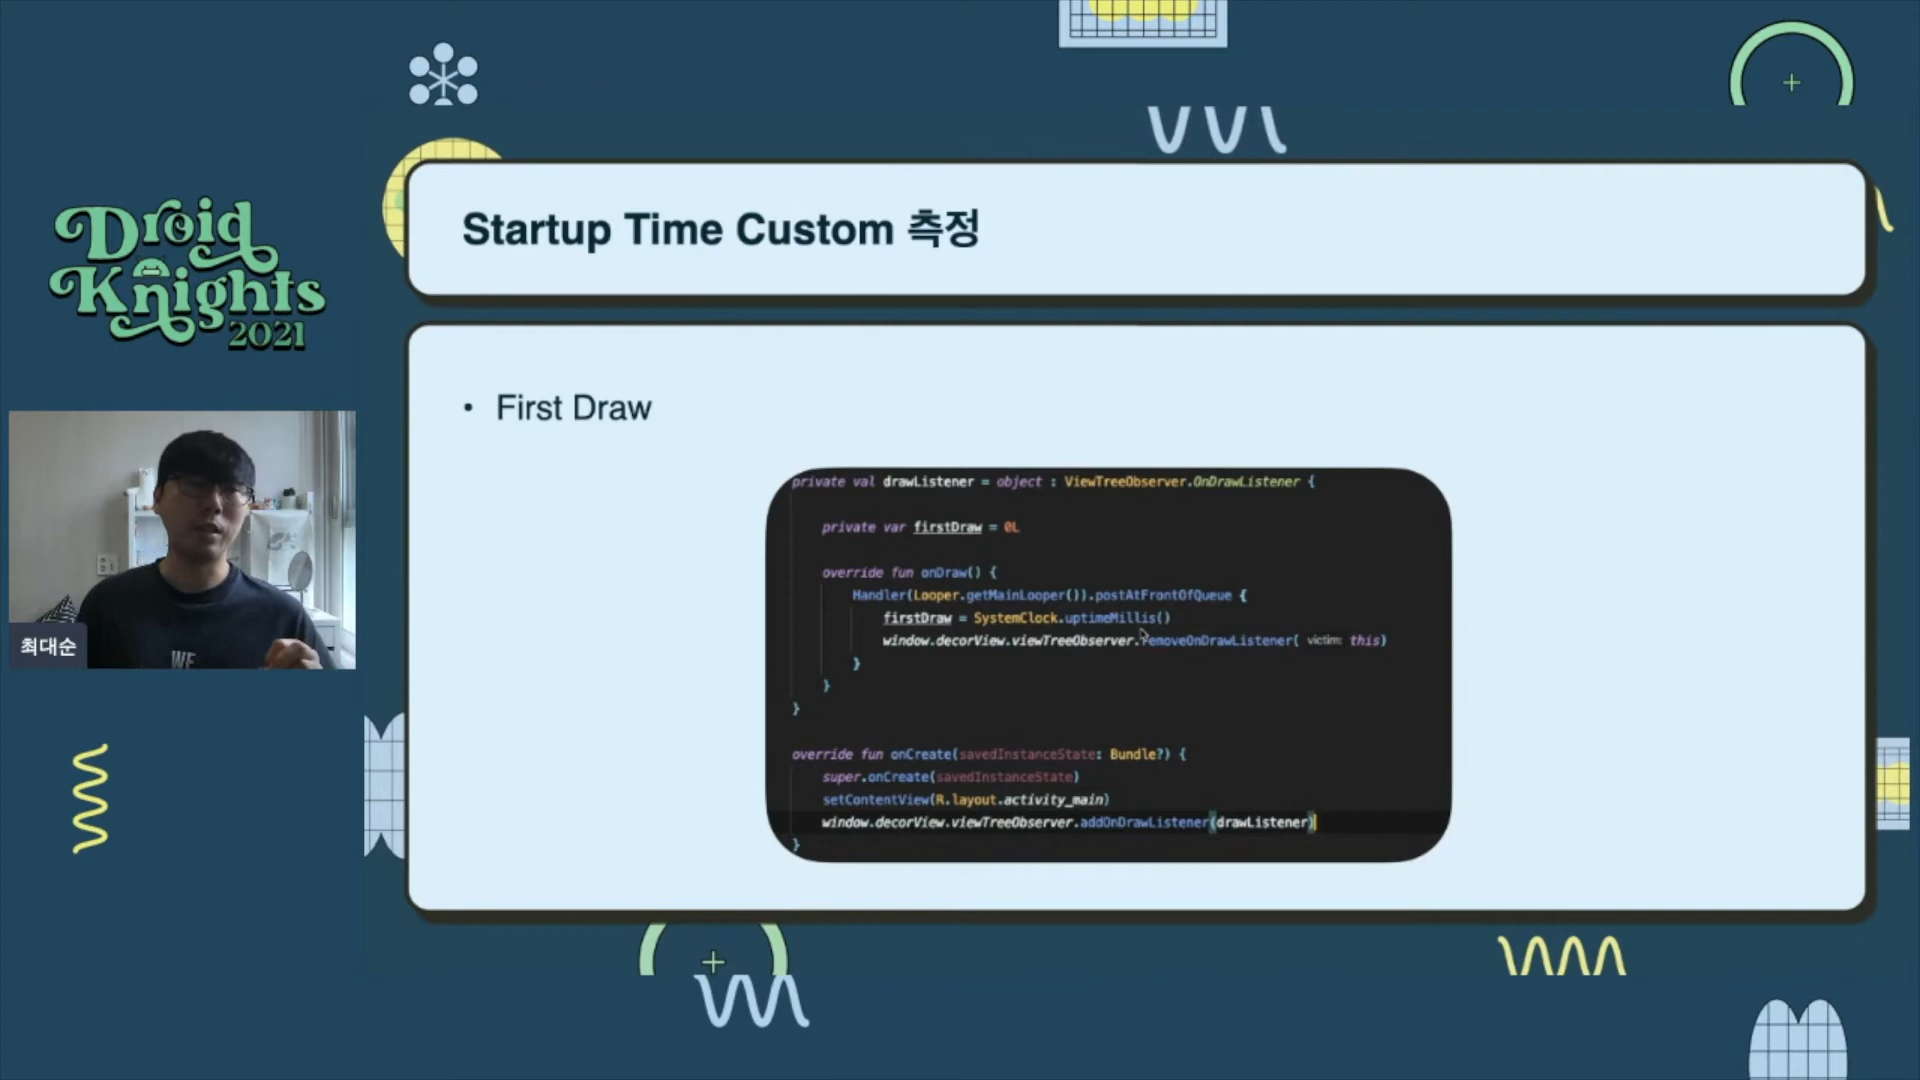 Droid
Knights
2021
Startup Time Custom 측정
• First Draw
private val drawListener = object : ViewTreeObserver.OnDrawListener {
private var firstDraw = 0L
override fun onDraw() {
Handler(Looper.getMainLooper()).postAtFrontOfQueue {
firstDraw = SystemClock.uptimeMillis()
window.decorView.viewTreeObserver.removeOnDrawListener( victim: this)
}
}
}
override fun onCreate(savedInstanceState: Bundle?) {
super.onCreate(savedInstanceState)
setContentView(R.layout.activity_main)
window.decorView.viewTreeObserver.addOnDrawListener(drawListener)
}
최대순
WE